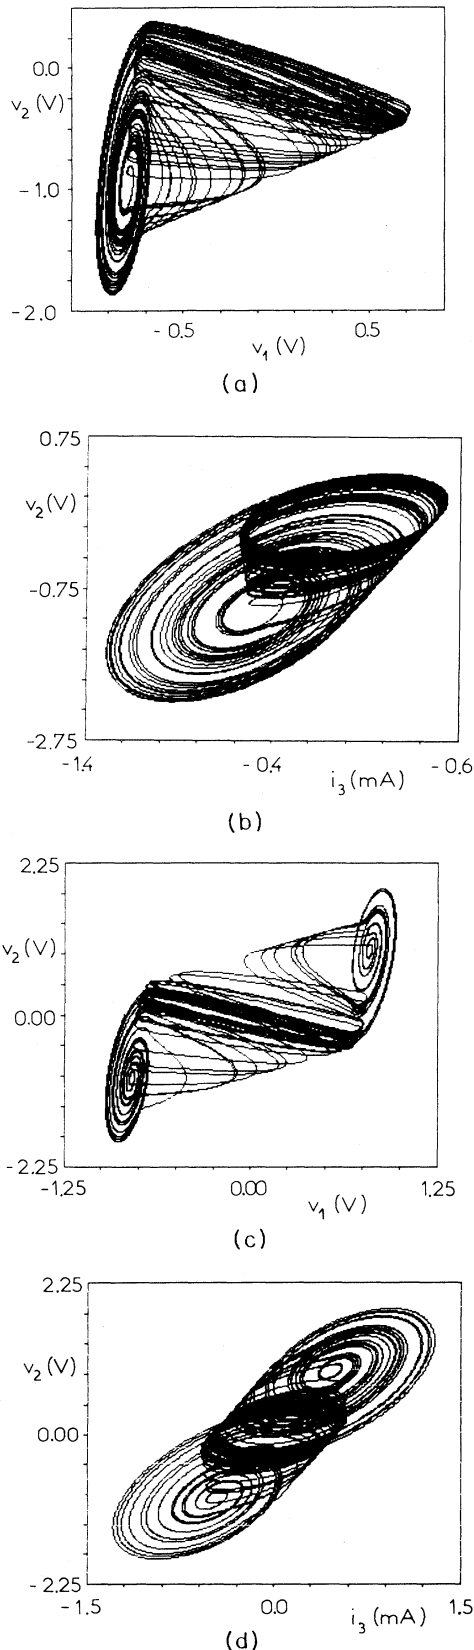 0.0
v₂ (V)
-1.0
-2.0
-0.5
0.5
v₁ (V)
(a)
0.75
v₂ (V)
-0.75
-2.75
-1.4
-0.4
-0.6
i₃ (mA)
(b)
2.25
v₂ (V)
0.00
-2.25
-1.25
0.00
v₁ (V)
1.25
(c)
2.25
v₂ (V)
0.00
-2.25
-1.5
0.0
i₃ (mA)
1.5
(d)